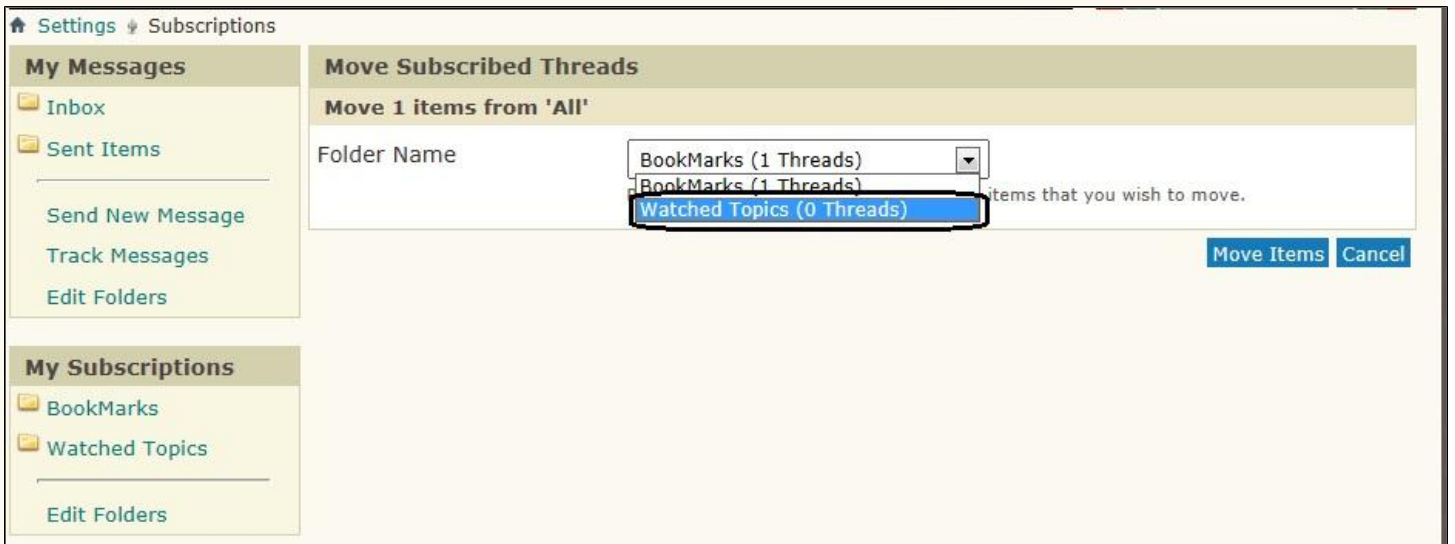 Settings Subscriptions
My Messages
Inbox
Sent Items
Send New Message
Track Messages
Edit Folders
My Subscriptions
BookMarks
Watched Topics
Edit Folders
Move Subscribed Threads
Move 1 items from 'All'
Folder Name
BookMarks (1 Threads)
BookMarks (1 Threads)
Watched Topics (0 Threads)
items that you wish to move.
Move Items Cancel